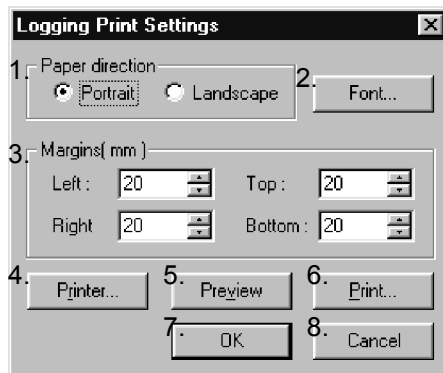 Logging Print Settings
1. Paper direction
Portrait Landscape 2. Font...
3. Margins( mm )
Left : 20 Top : 20
Right 20 Bottom : 20
4. Printer... 5. Preview 6. Print...
7. OK 8. Cancel